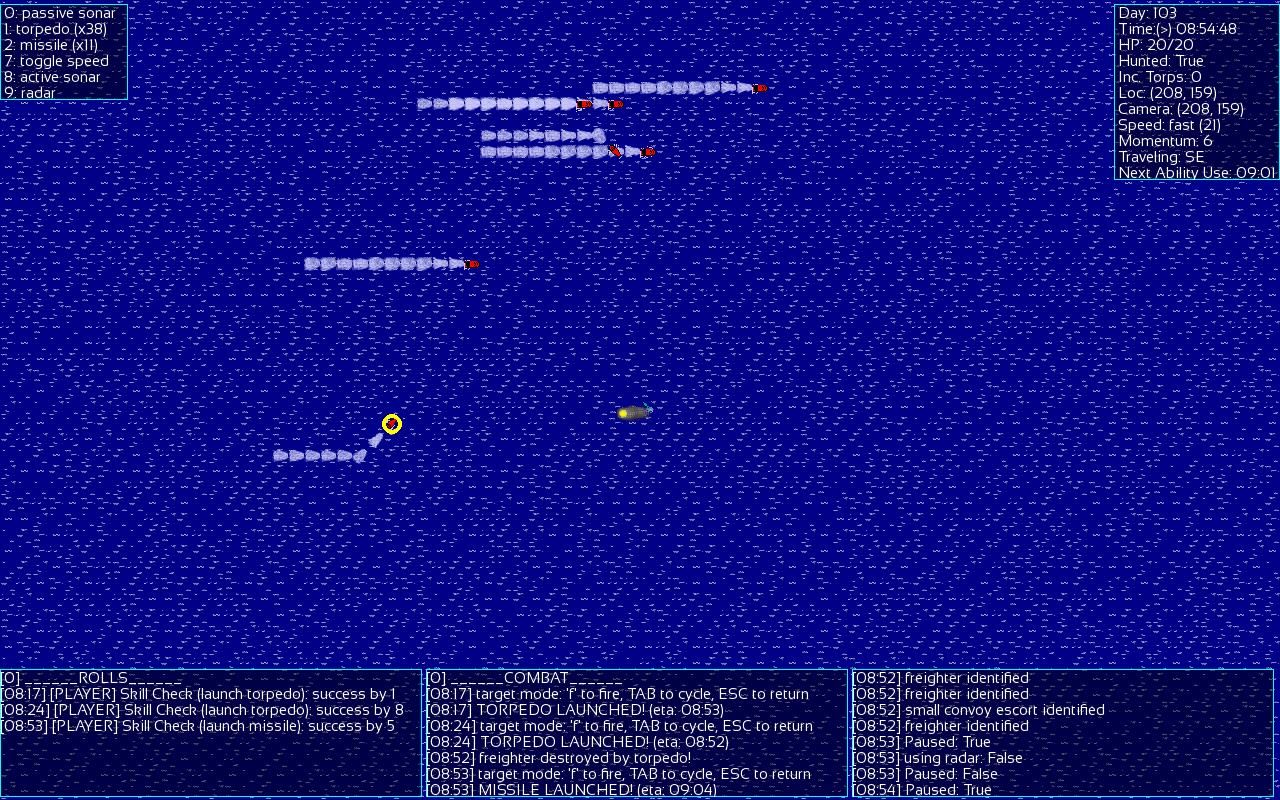 0: passive sonar
1: torpedo (x38)
2: missile (x11)
7: toggle speed
8: active sonar
9: radar
Day: 103
Time:(>) 08:54:48
HP: 20/20
Hunted: True
Inc. Torps: 0
Loc: (208, 159)
Camera: (208, 159)
Speed: fast (21)
Momentum: 6
Traveling: SE
Next Ability Use: 09:01
[0] ______ROLLS______
[08:17] [PLAYER] Skill Check (launch torpedo): success by 1
[08:24] [PLAYER] Skill Check (launch torpedo): success by 8
[08:53] [PLAYER] Skill Check (launch missile): success by 5
[0] ______COMBAT______
[08:17] target mode: 'f' to fire, TAB to cycle, ESC to return
[08:17] TORPEDO LAUNCHED! (eta: 08:53)
[08:24] target mode: 'f' to fire, TAB to cycle, ESC to return
[08:24] TORPEDO LAUNCHED! (eta: 08:52)
[08:52] freighter destroyed by torpedo!
[08:53] target mode: 'f' to fire, TAB to cycle, ESC to return
[08:53] MISSILE LAUNCHED! (eta: 09:04)
[08:52] freighter identified
[08:52] freighter identified
[08:52] small convoy escort identified
[08:52] freighter identified
[08:53] Paused: True
[08:53] using radar: False
[08:53] Paused: False
[08:54] Paused: True